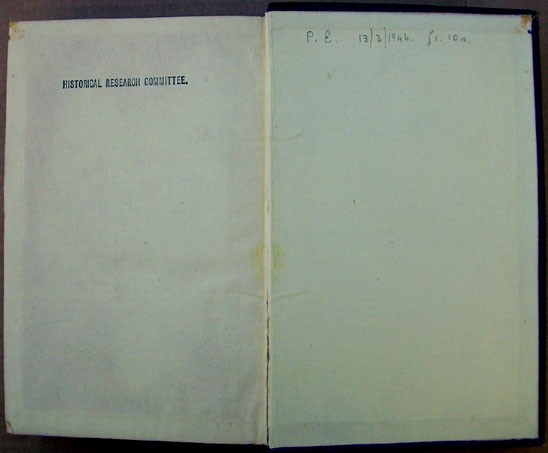 HISTORICAL RESEARCH COMMITTEE.
P. E. 13/3/1944. £1. 10s.